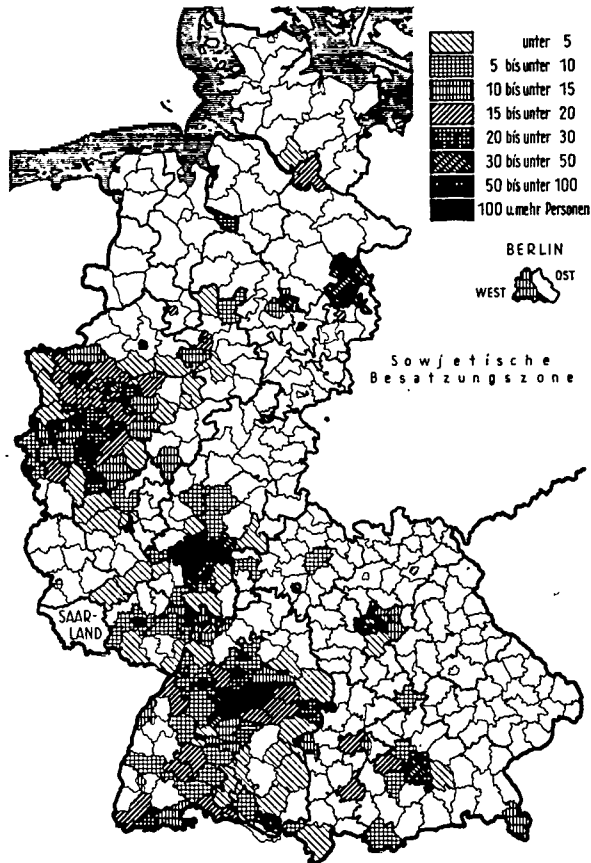 unter 5
5 bis unter 10
10 bis unter 15
15 bis unter 20
20 bis unter 30
30 bis unter 50
50 bis unter 100
100 u. mehr Personen
BERLIN
OST
WEST
Sowjetische
Besatzungszone
SAAR-
LAND